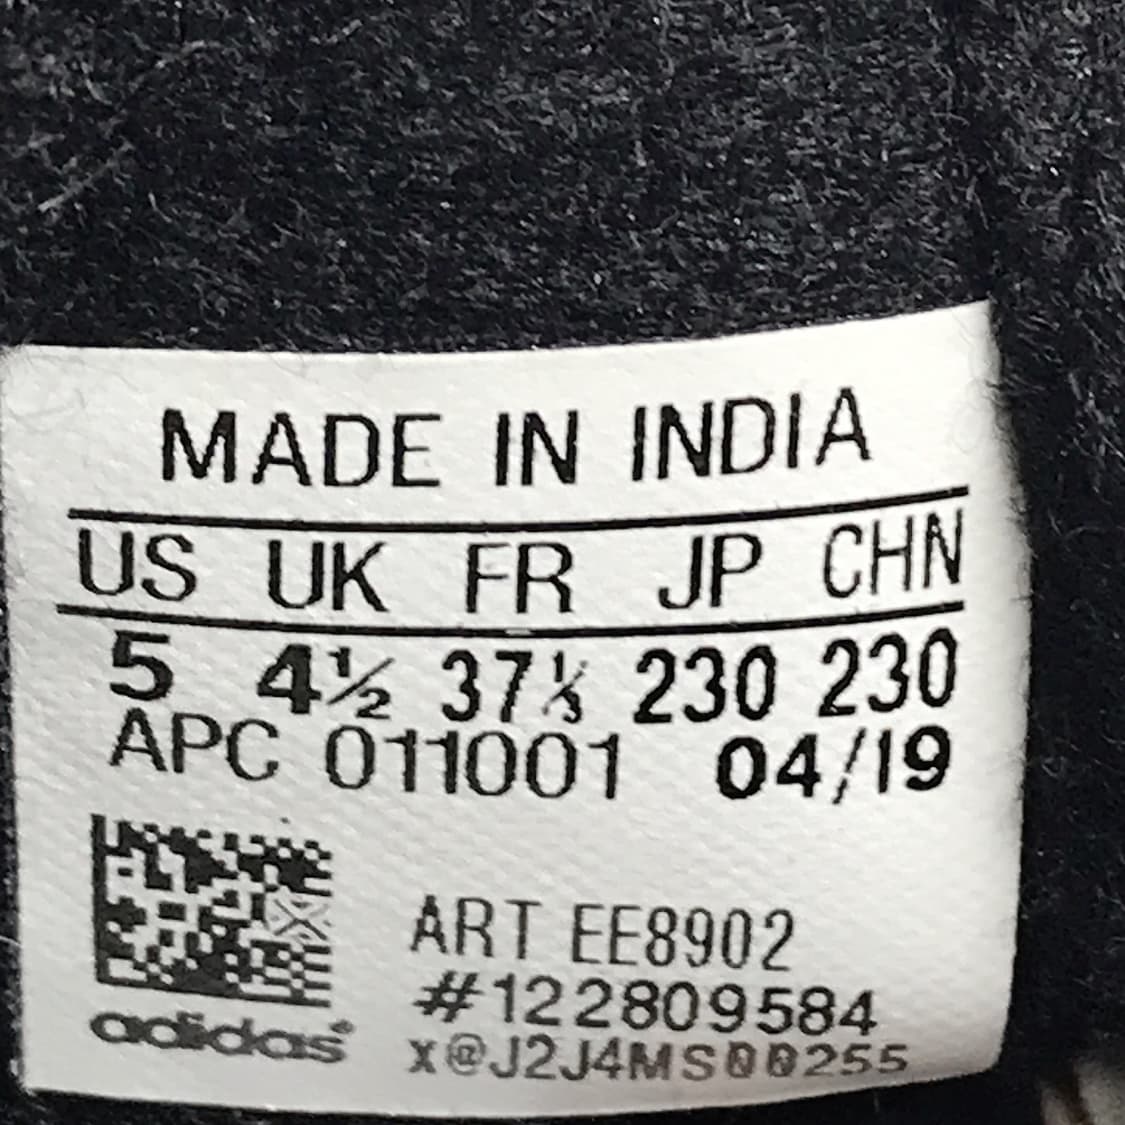 MADE IN INDIA
US UK FR JP CHN
5 4½ 37⅓ 230 230
APC 011001 04/19
ART EE8902
#122809584
adidas®
x@J2J4MS00255